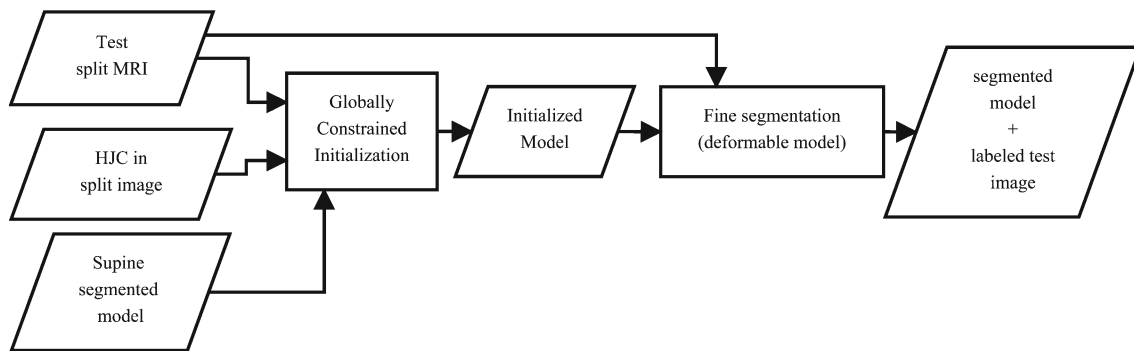 Test
split MRI
HJC in
split image
Supine
segmented
model
Globally
Constrained
Initialization
Initialized
Model
Fine segmentation
(deformable model)
segmented
model
+
labeled test
image